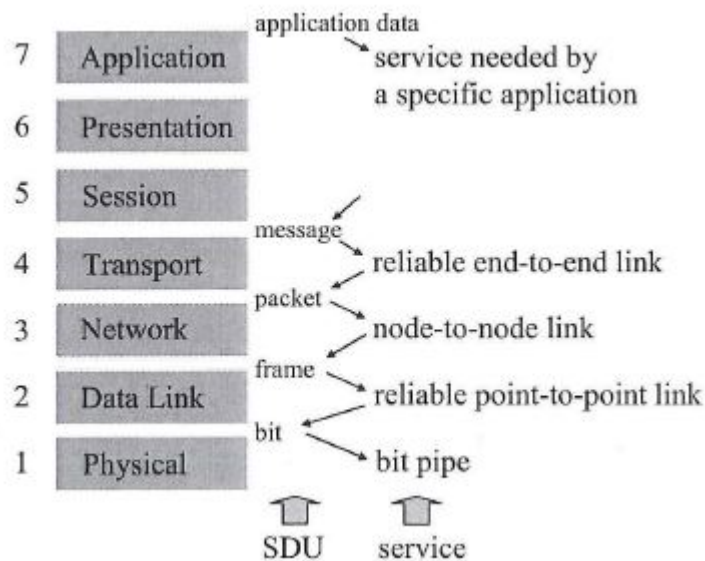 application data
7 Application service needed by
a specific application
6 Presentation
5 Session
message
4 Transport reliable end-to-end link
packet
3 Network node-to-node link
frame
2 Data Link reliable point-to-point link
bit
1 Physical bit pipe
SDU service